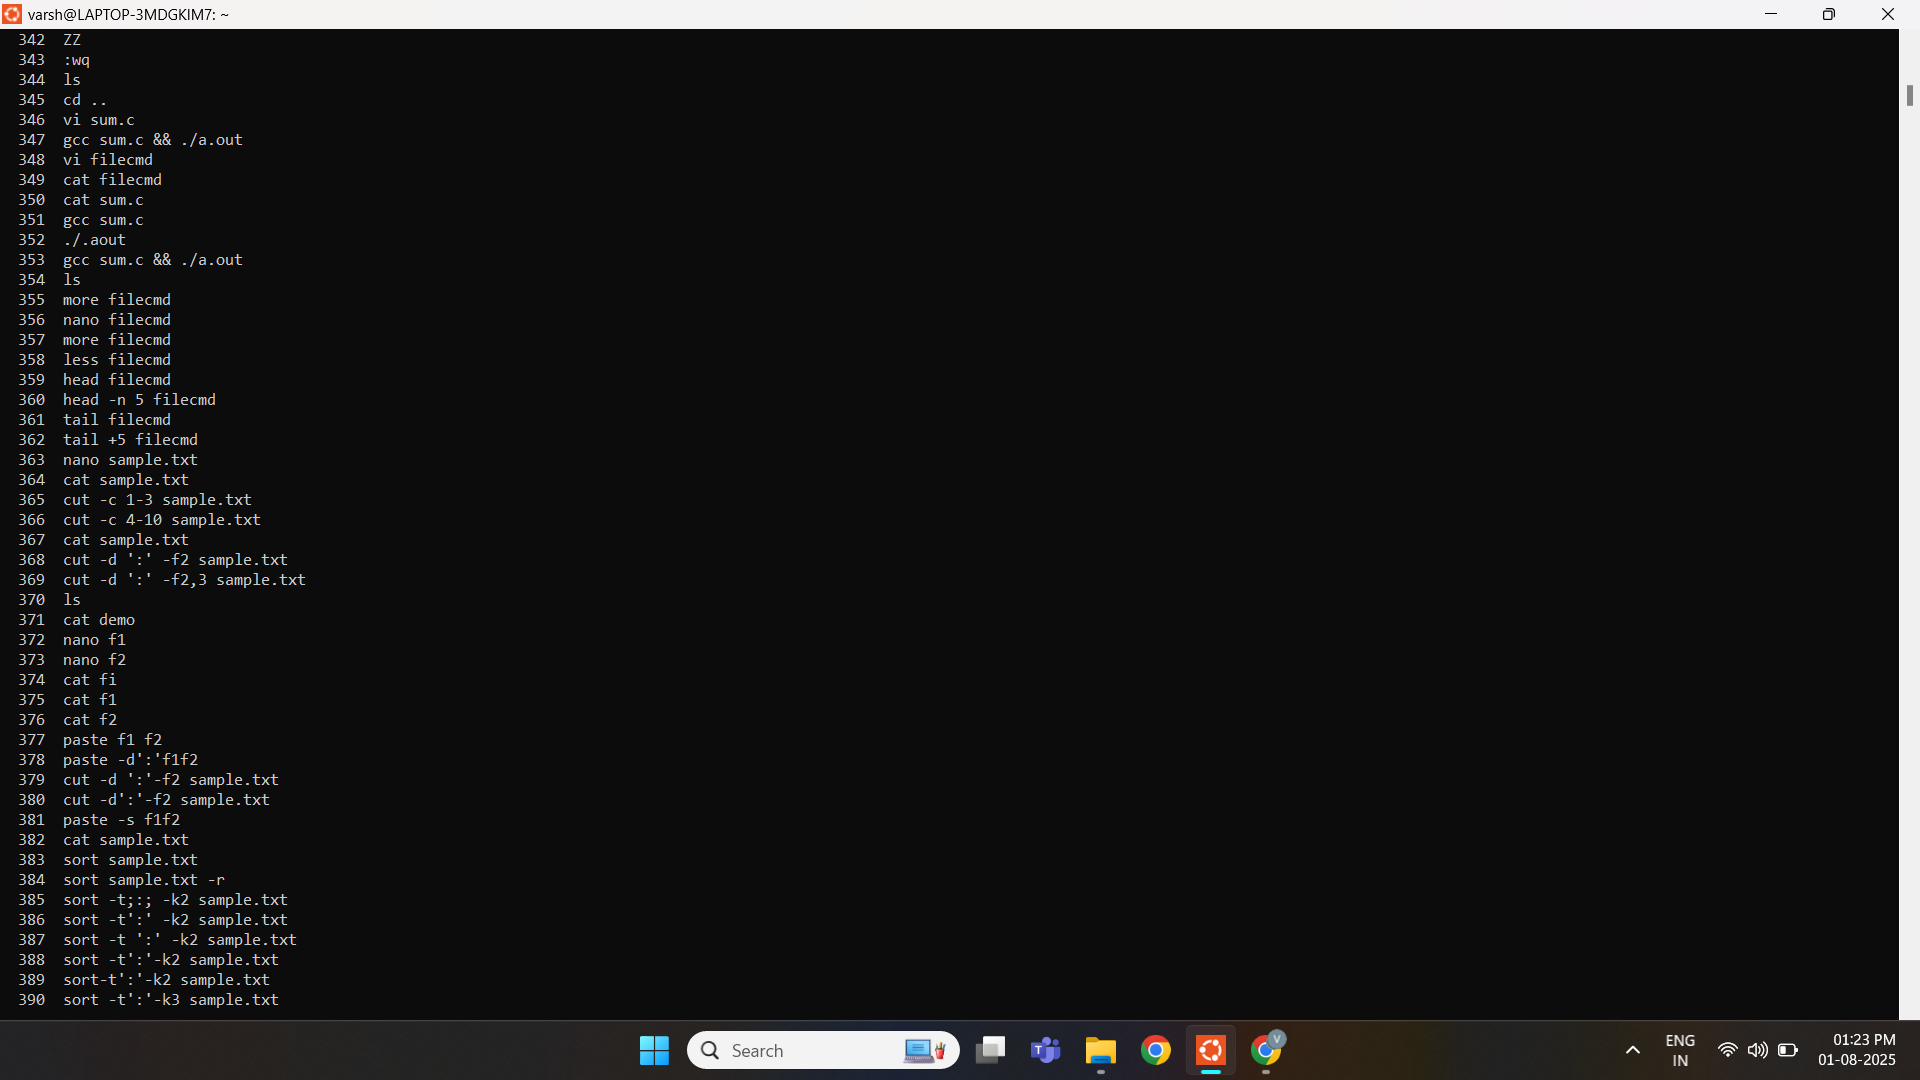 varsh@LAPTOP-3MDGKIM7: ~
342 ZZ
343 :wq
344 ls
345 cd ..
346 vi sum.c
347 gcc sum.c && ./a.out
348 vi filecmd
349 cat filecmd
350 cat sum.c
351 gcc sum.c
352 ./.aout
353 gcc sum.c && ./a.out
354 ls
355 more filecmd
356 nano filecmd
357 more filecmd
358 less filecmd
359 head filecmd
360 head -n 5 filecmd
361 tail filecmd
362 tail +5 filecmd
363 nano sample.txt
364 cat sample.txt
365 cut -c 1-3 sample.txt
366 cut -c 4-10 sample.txt
367 cat sample.txt
368 cut -d ':' -f2 sample.txt
369 cut -d ':' -f2,3 sample.txt
370 ls
371 cat demo
372 nano f1
373 nano f2
374 cat fi
375 cat f1
376 cat f2
377 paste f1 f2
378 paste -d':'f1f2
379 cut -d ':'-f2 sample.txt
380 cut -d':'-f2 sample.txt
381 paste -s f1f2
382 cat sample.txt
383 sort sample.txt
384 sort sample.txt -r
385 sort -t;:; -k2 sample.txt
386 sort -t':' -k2 sample.txt
387 sort -t ':' -k2 sample.txt
388 sort -t':'-k2 sample.txt
389 sort-t':'-k2 sample.txt
390 sort -t':'-k3 sample.txt
Search
V
ENG
IN
01:23 PM
01-08-2025